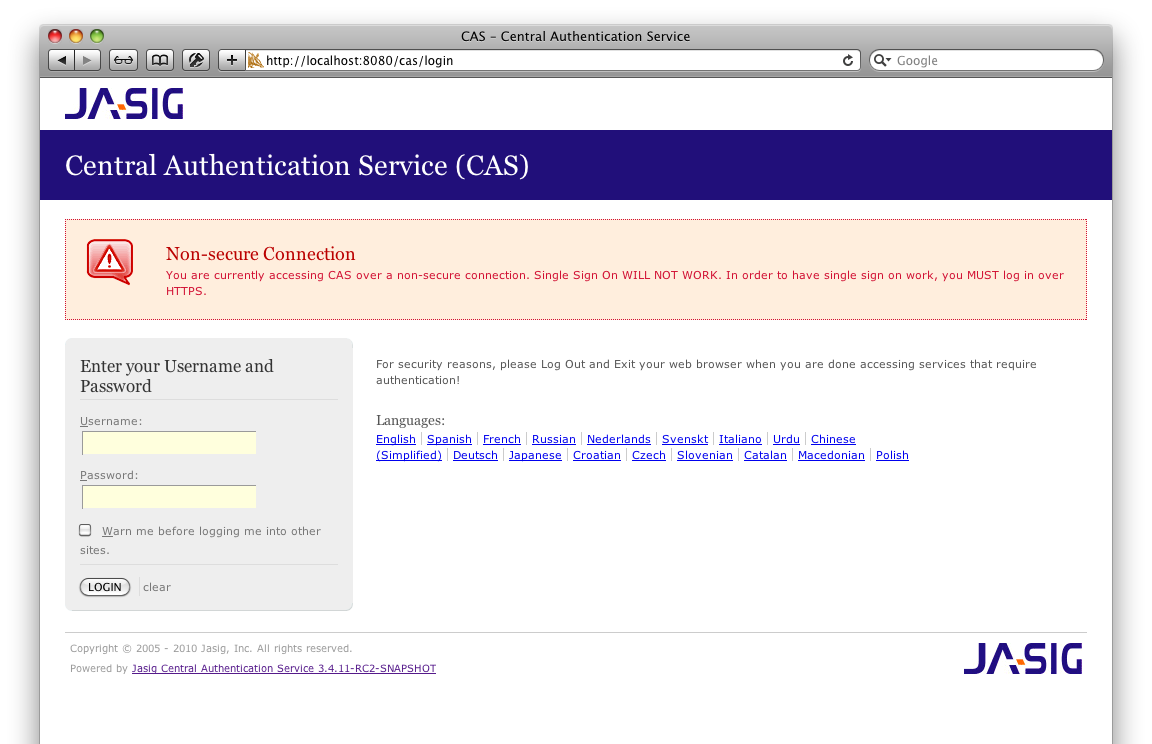 CAS – Central Authentication Service
http://localhost:8080/cas/login
Google
JASIG
Central Authentication Service (CAS)
Non-secure Connection
You are currently accessing CAS over a non-secure connection. Single Sign On WILL NOT WORK. In order to have single sign on work, you MUST log in over
HTTPS.
Enter your Username and
Password
Username:
Password:
Warn me before logging me into other
sites.
LOGIN clear
For security reasons, please Log Out and Exit your web browser when you are done accessing services that require
authentication!
Languages:
English | Spanish | French | Russian | Nederlands | Svenskt | Italiano | Urdu | Chinese
(Simplified) | Deutsch | Japanese | Croatian | Czech | Slovenian | Catalan | Macedonian | Polish
Copyright © 2005 - 2010 Jasig, Inc. All rights reserved.
Powered by Jasig Central Authentication Service 3.4.11-RC2-SNAPSHOT
JASIG